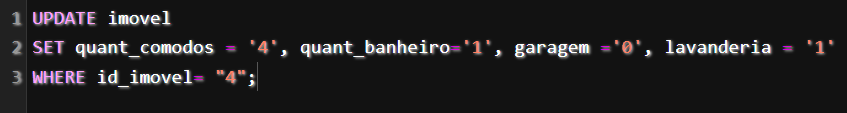 1 UPDATE imovel
2 SET quant_comodos = '4', quant_banheiro='1', garagem ='0', lavanderia = '1'
3 WHERE id_imovel= "4";